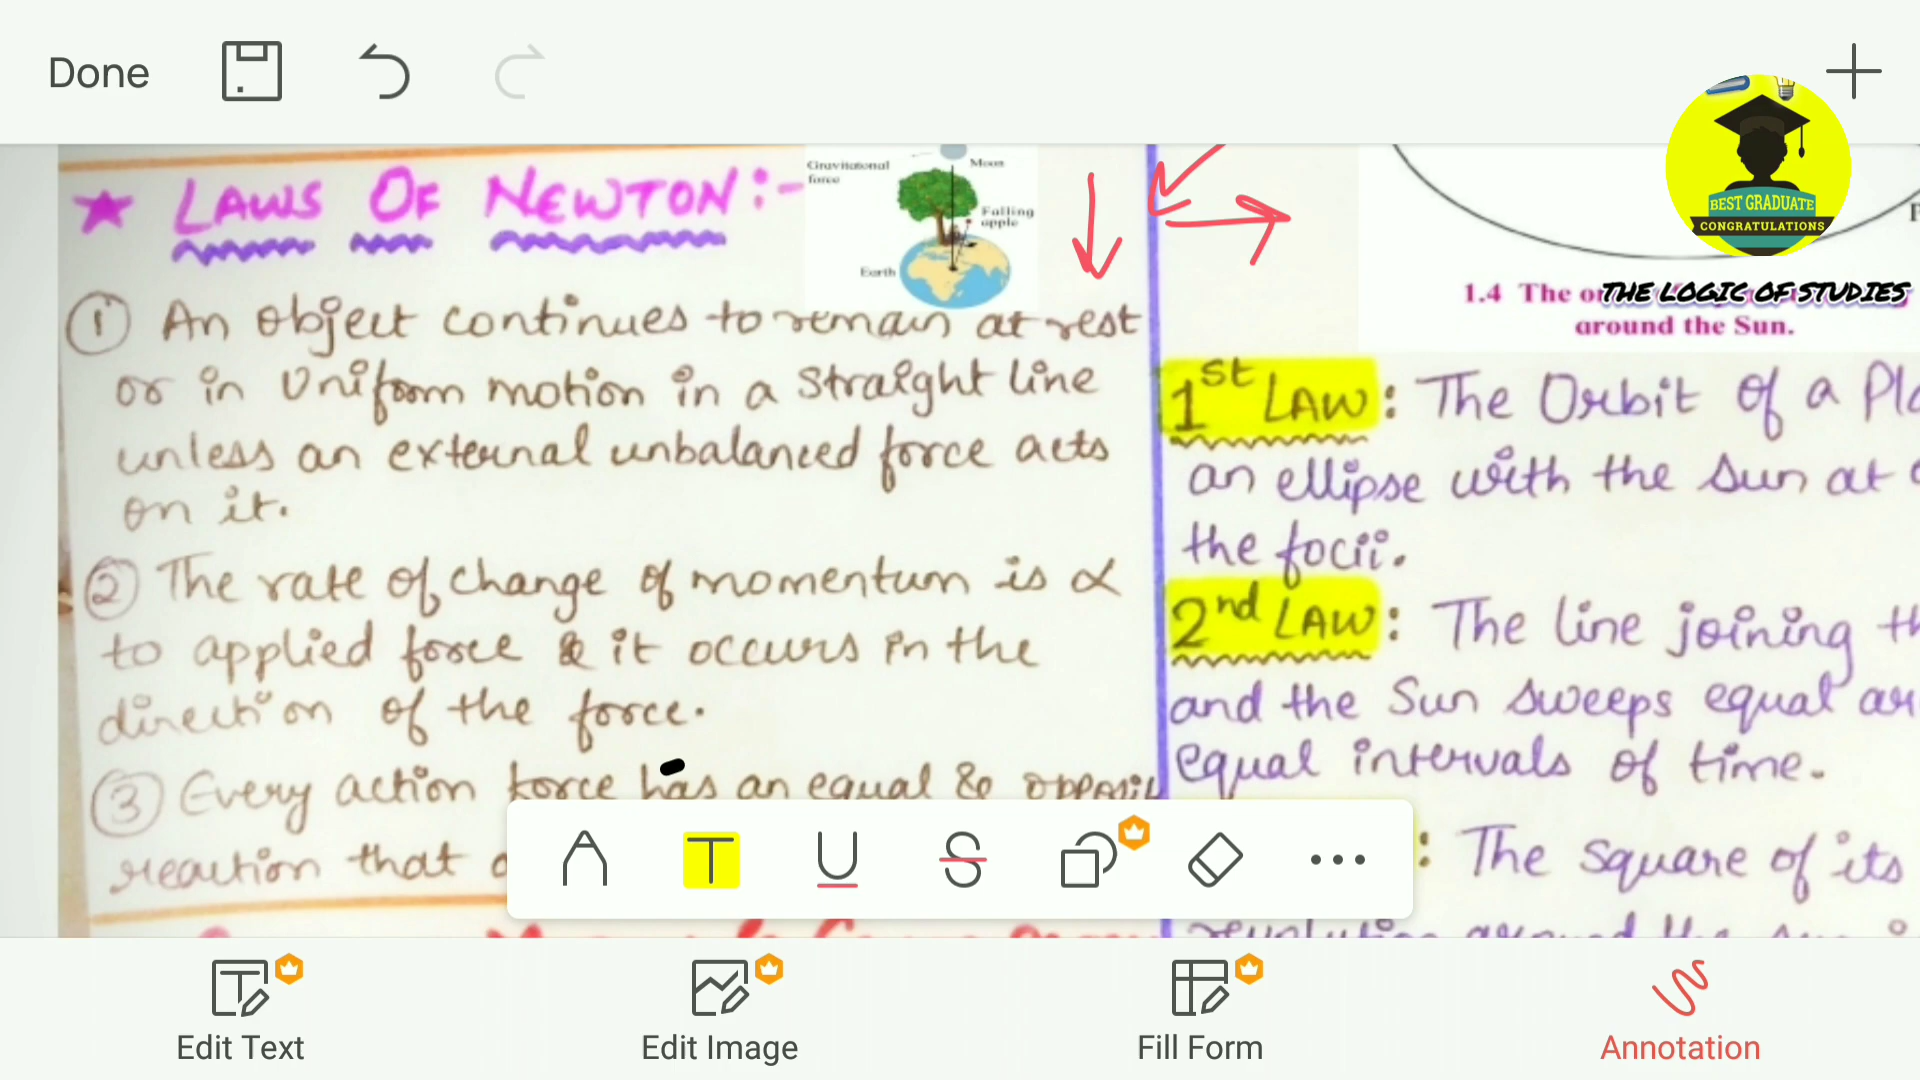 Done
★ LAWS OF NEWTON:-
Gravitational
force
Moon
Falling
apple
Earth
① An object continues to remain at rest
or in Uniform motion in a straight line
unless an external unbalanced force acts
on it.
② The rate of change of momentum is ∝
to applied force & it occurs in the
direction of the force.
③ Every action force has an equal &
reaction that
BEST GRADUATE
CONGRATULATIONS
THE LOGIC OF STUDIES
1.4 The
around the Sun.
1st LAW: The Orbit of a
an ellipse with the Sun at
the focii.
2nd LAW: The line joining
and the Sun sweeps equal
equal intervals of time.
: The square of its
Edit Text
Edit Image
Fill Form
Annotation